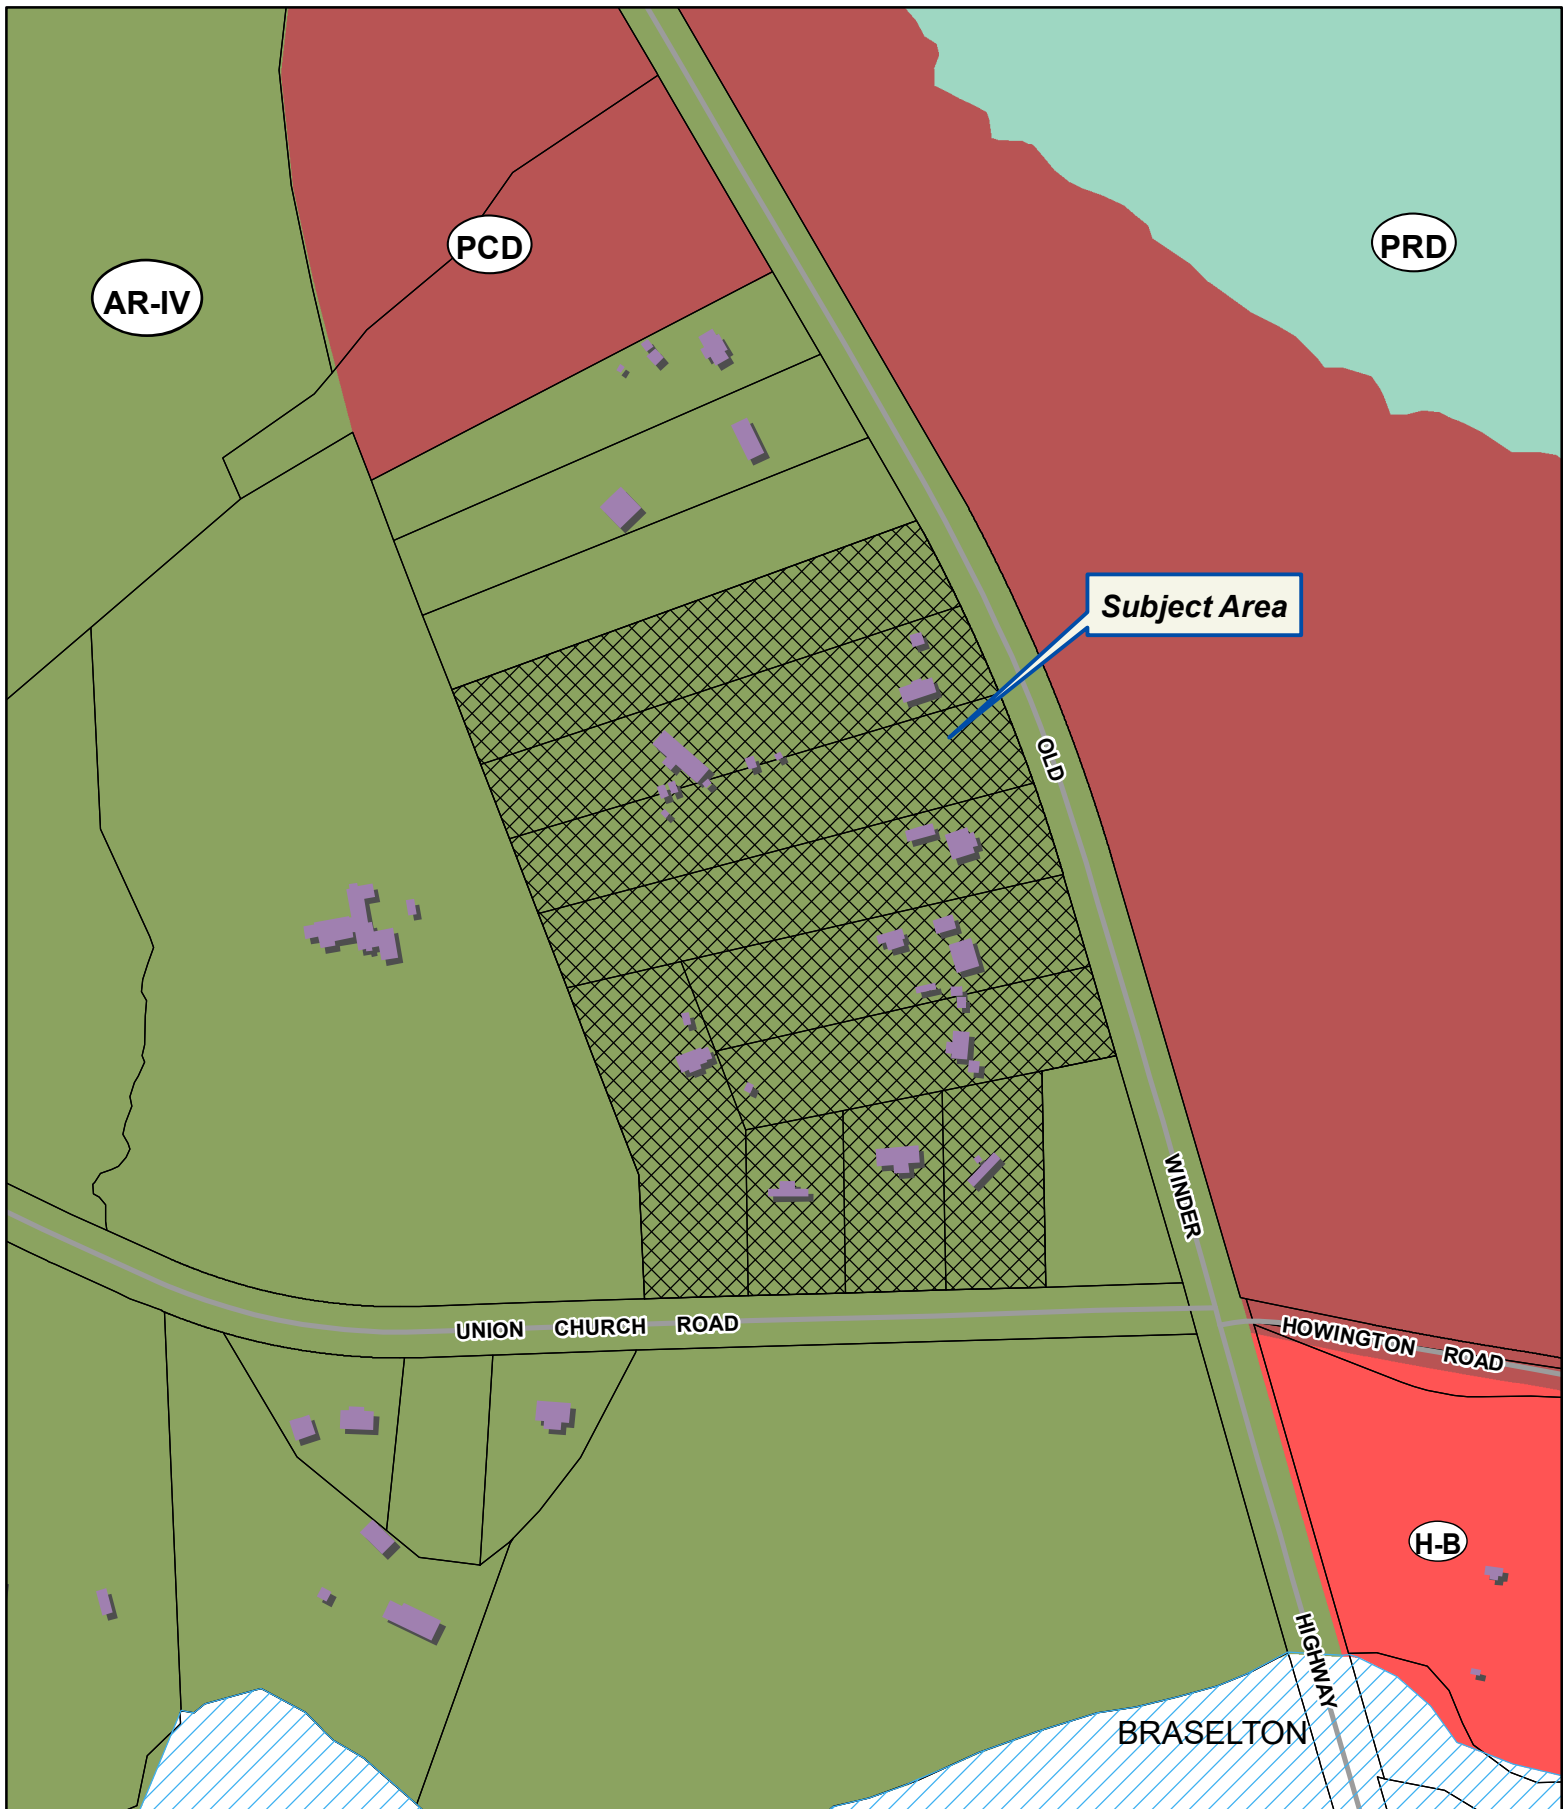 PCD
PRD
AR-IV
Subject Area
OLD
WINDER
HIGHWAY
UNION CHURCH ROAD
HOWINGTON ROAD
H-B
BRASELTON